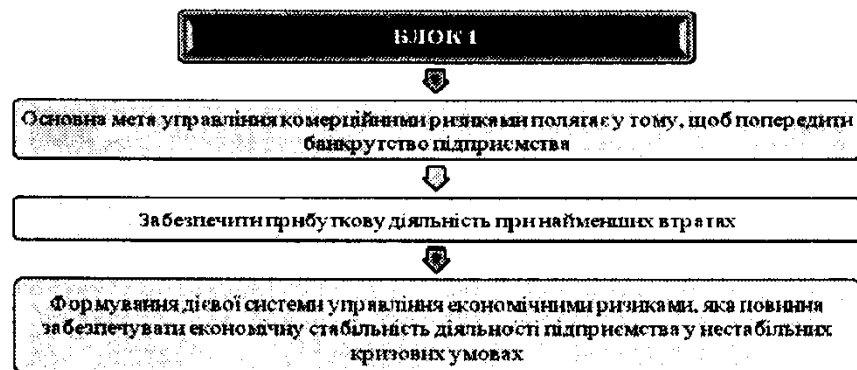 БЛОК 1
Основна мета управління комерційними ризиками полягає у тому, щоб попередити
банкрутство підприємства
Забезпечити прибуткову діяльність при найменших втратах
Формування дієвої системи управління економічними ризиками, яка повинна
забезпечувати економічну стабільність діяльності підприємства у нестабільних
кризових умовах